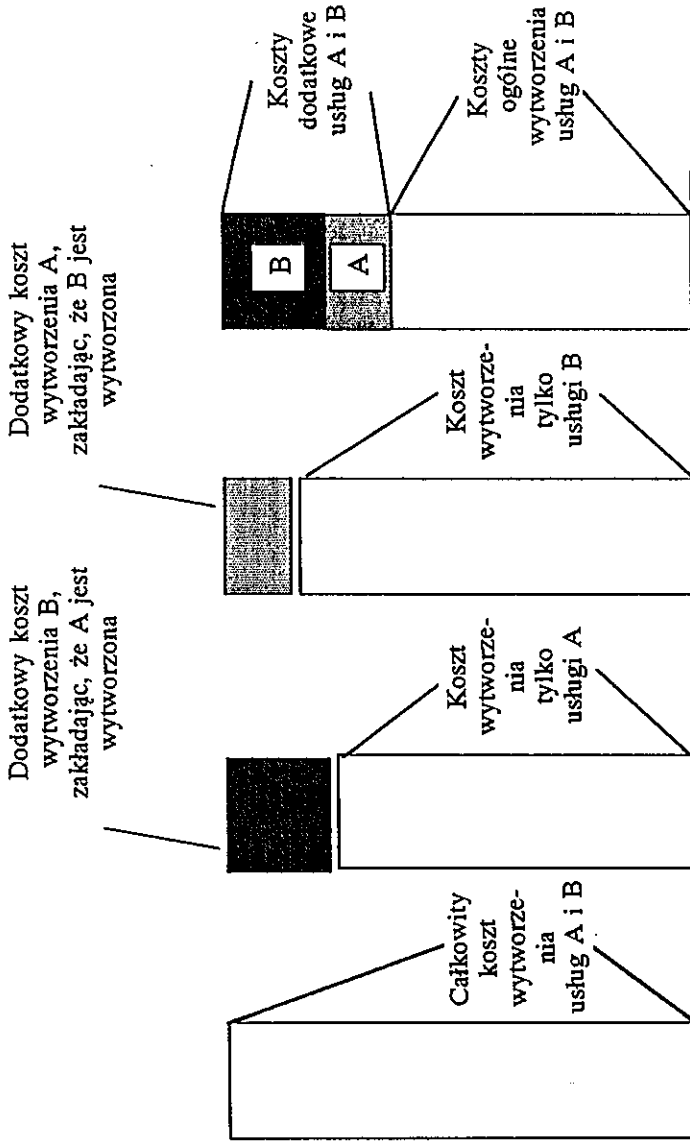 Dodatkowy koszt
wytworzenia B,
zakładając, że A jest
wytworzona
Dodatkowy koszt
wytworzenia A,
zakładając, że B jest
wytworzona
Całkowity
koszt
wytworze-
nia
usług A i B
Koszt
wytworze-
nia
tylko
usługi A
Koszt
wytworze-
nia
tylko
usługi B
B
A
Koszty
dodatkowe
usług A i B
Koszty
ogólne
wytworzenia
usług A i B